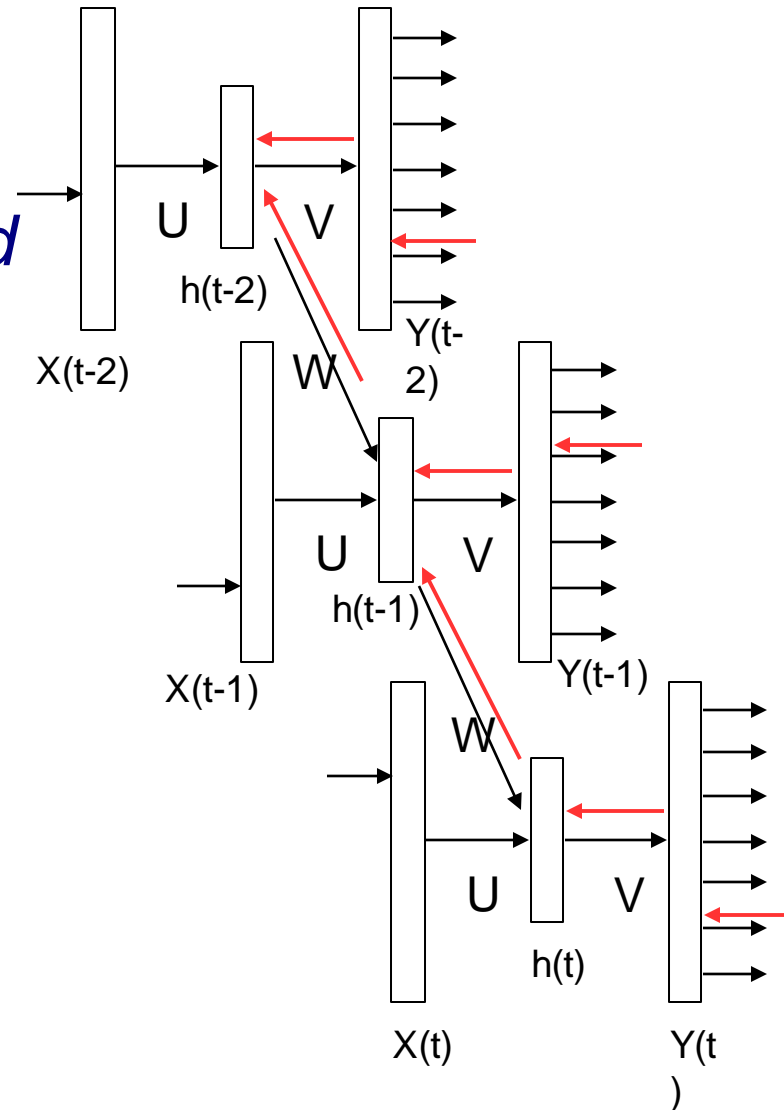 U
V
h(t-2)
Y(t-
2)
X(t-2)
W
U
V
h(t-1)
Y(t-1)
X(t-1)
W
U
V
h(t)
X(t)
Y(t
)